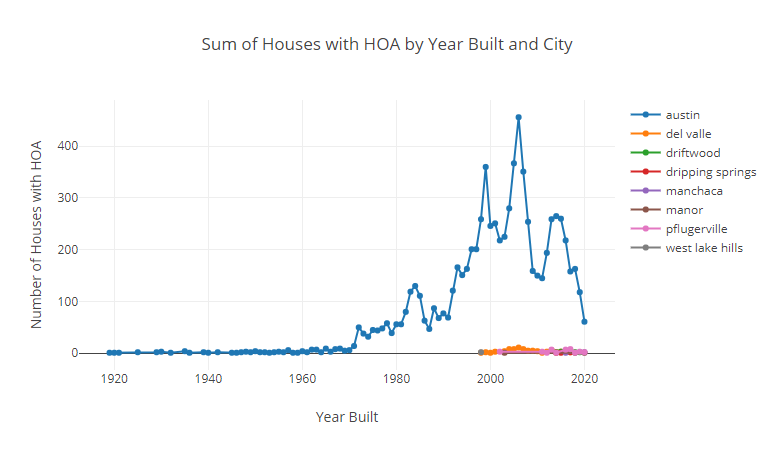 Sum of Houses with HOA by Year Built and City
Number of Houses with HOA
400
300
200
100
0
1920 1940 1960 1980 2000 2020
Year Built
austin
del valle
driftwood
dripping springs
manchaca
manor
pflugerville
west lake hills